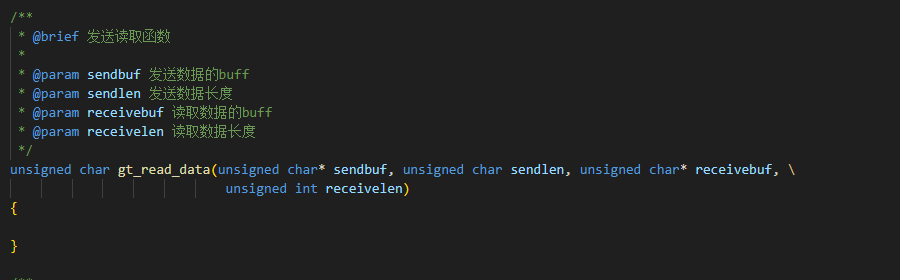 /**
 * @brief 发送读取函数
 *
 * @param sendbuf 发送数据的buff
 * @param sendlen 发送数据长度
 * @param receivebuf 读取数据的buff
 * @param receivelen 读取数据长度
 */
unsigned char gt_read_data(unsigned char* sendbuf, unsigned char sendlen, unsigned char* receivebuf, \
                           unsigned int receivelen)
{
}
/**